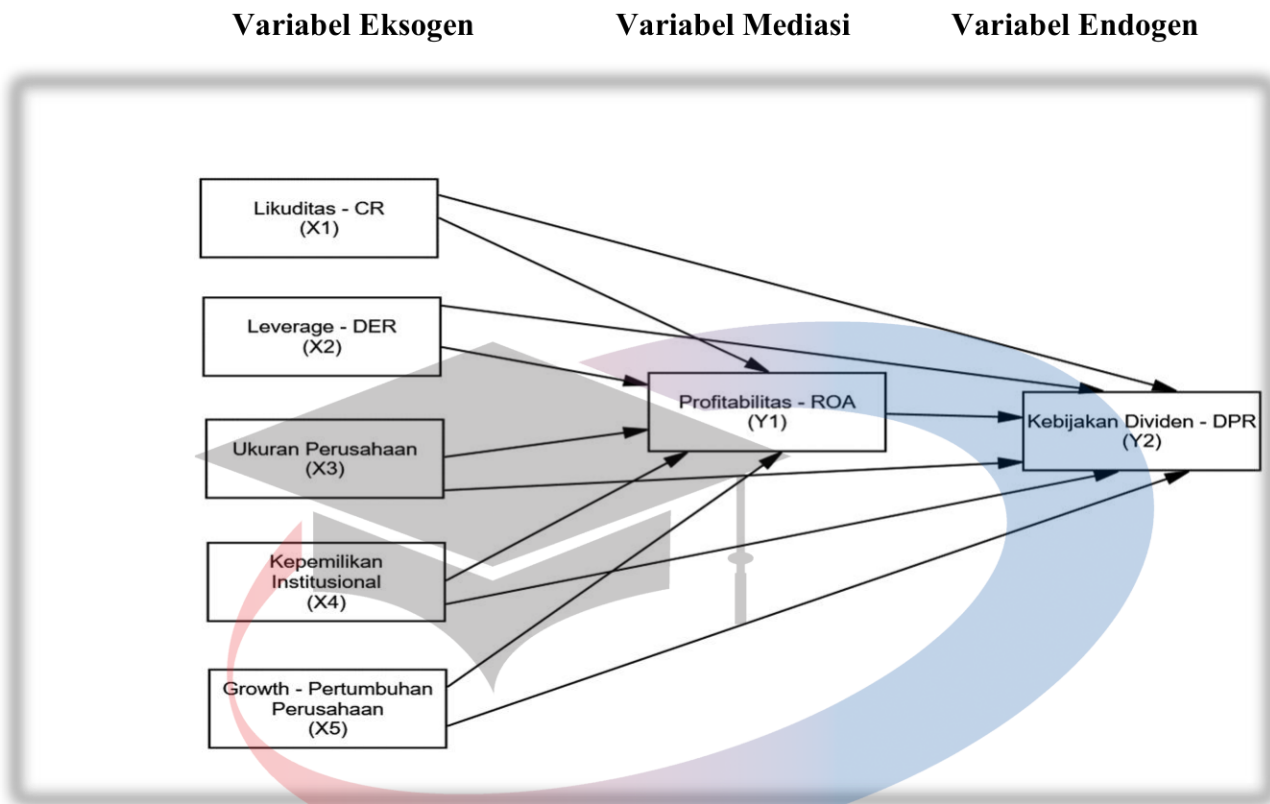 Variabel Eksogen Variabel Mediasi Variabel Endogen
Likuditas - CR
(X1)
Leverage - DER
(X2)
Ukuran Perusahaan
(X3)
Kepemilikan
Institusional
(X4)
Growth - Pertumbuhan
Perusahaan
(X5)
Profitabilitas - ROA
(Y1)
Kebijakan Dividen - DPR
(Y2)